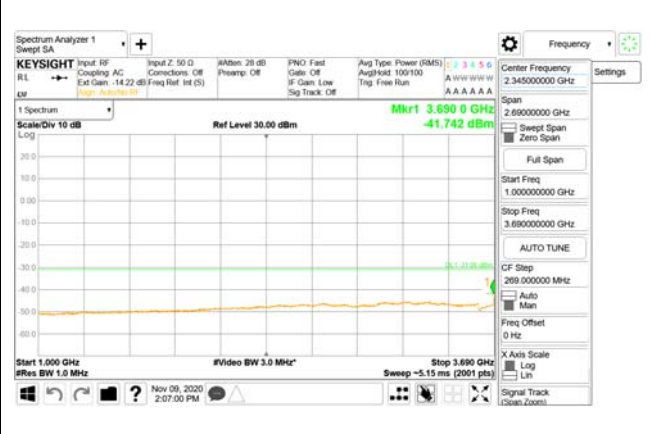 Spectrum Analyzer 1
Swept SA
Frequency
KEYSIGHT
RL
Input: RF
Coupling: AC
Ext Gain: -14.22 dB
Align: Auto/No RF
Input Z: 50 Ω
Corrections: Off
Freq Ref: Int (S)
#Atten: 28 dB
Preamp: Off
PNO: Fast
Gate: Off
IF Gain: Low
Sig Track: Off
Avg Type: Power (RMS)
Avg|Hold: 100/100
Trig: Free Run
1 2 3 4 5 6
A W W W W W
A A A A A A
1 Spectrum
Scale/Div 10 dB
Log
Ref Level 30.00 dBm
Mkr1 3.690 0 GHz
-41.742 dBm
20.0
10.0
0.00
-10.0
-20.0
-30.0
-40.0
-50.0
-60.0
1
Start 1.000 GHz
#Res BW 1.0 MHz
#Video BW 3.0 MHz*
Stop 3.690 GHz
Sweep ~5.15 ms (2001 pts)
Nov 09, 2020
2:07:00 PM
Center Frequency
2.345000000 GHz
Settings
Span
2.69000000 GHz
Swept Span
Zero Span
Full Span
Start Freq
1.000000000 GHz
Stop Freq
3.690000000 GHz
AUTO TUNE
CF Step
269.000000 MHz
Auto
Man
Freq Offset
0 Hz
X Axis Scale
Log
Lin
Signal Track
(Span Zoom)